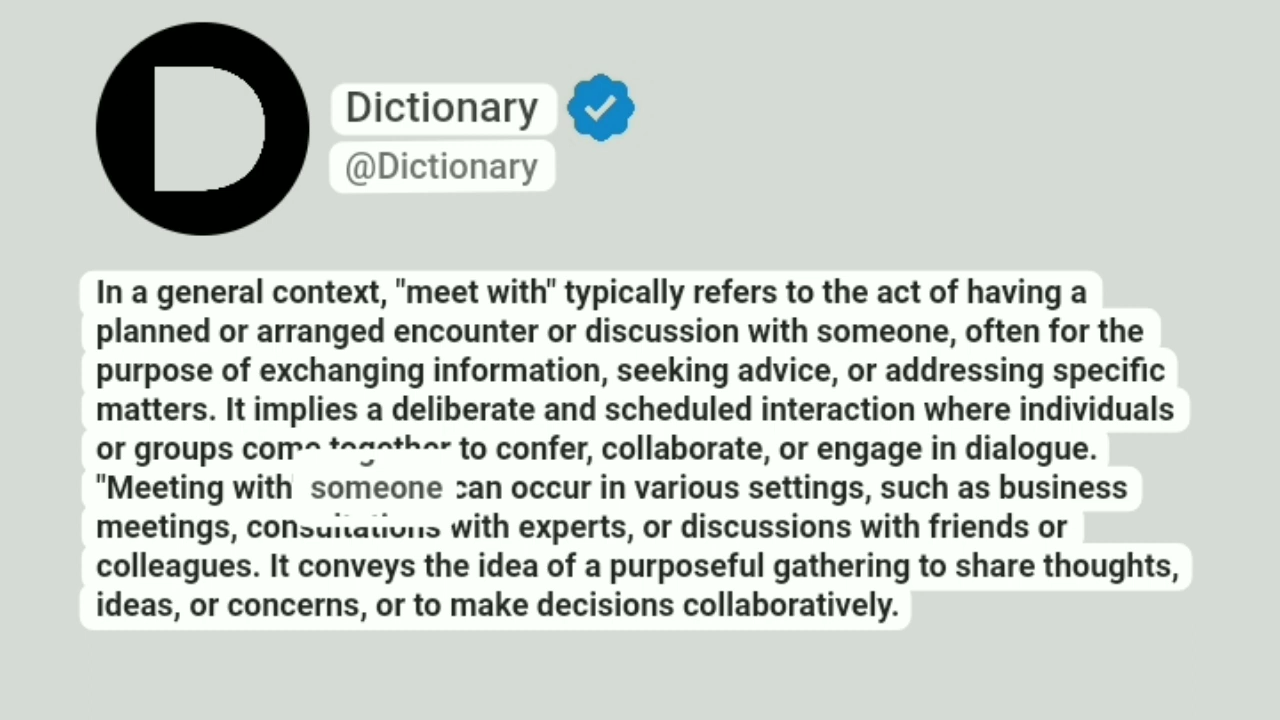 D
Dictionary
@Dictionary
In a general context, "meet with" typically refers to the act of having a
planned or arranged encounter or discussion with someone, often for the
purpose of exchanging information, seeking advice, or addressing specific
matters. It implies a deliberate and scheduled interaction where individuals
or groups come together to confer, collaborate, or engage in dialogue.
"Meeting with someone can occur in various settings, such as business
meetings, consultations with experts, or discussions with friends or
colleagues. It conveys the idea of a purposeful gathering to share thoughts,
ideas, or concerns, or to make decisions collaboratively.